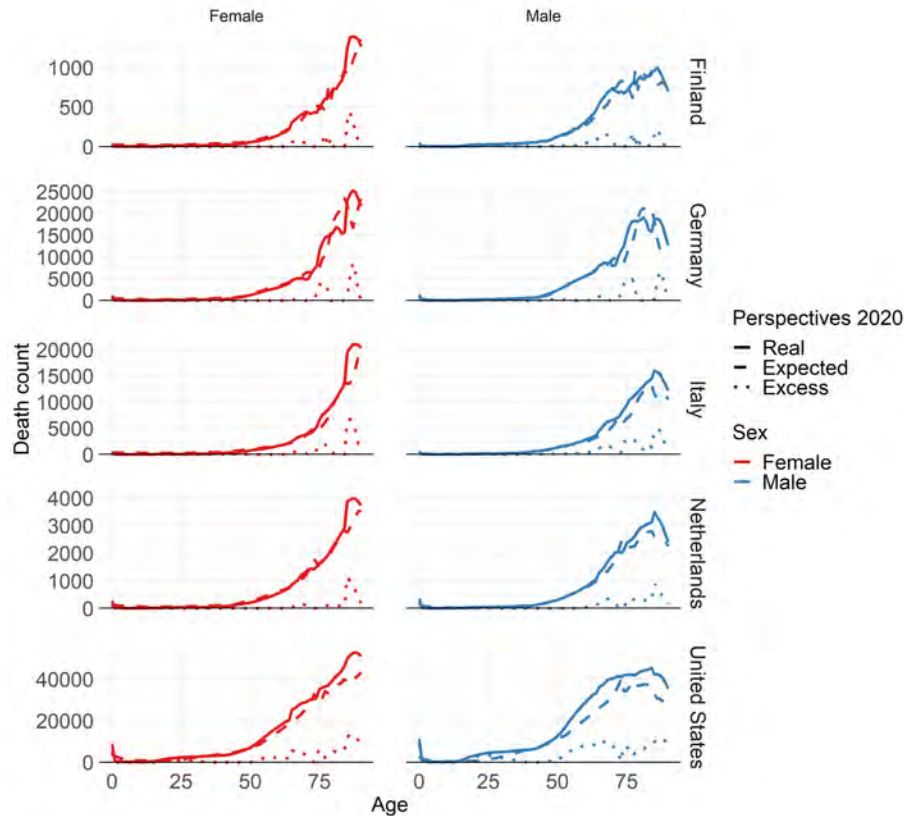 Female Male
1000
500
0
Finland
25000
20000
15000
10000
5000
0
Germany
20000
15000
10000
5000
0
Italy
4000
3000
2000
1000
0
Netherlands
40000
20000
0
United States
0 25 50 75 0 25 50 75
Age
Death count
Perspectives 2020
Real
Expected
Excess
Sex
Female
Male